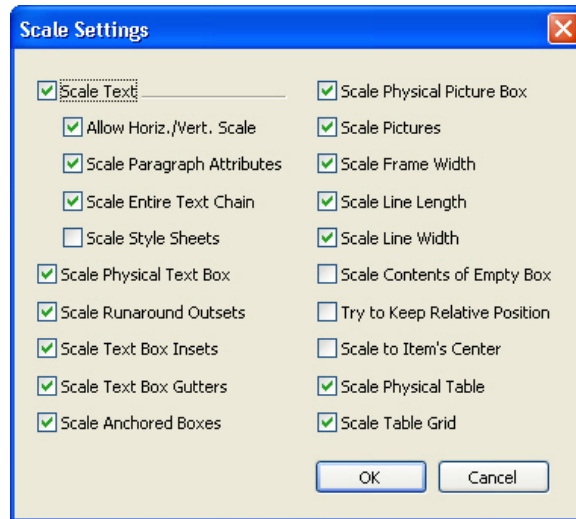 Scale Settings
Scale Text
Allow Horiz./Vert. Scale
Scale Paragraph Attributes
Scale Entire Text Chain
Scale Style Sheets
Scale Physical Text Box
Scale Runaround Outsets
Scale Text Box Insets
Scale Text Box Gutters
Scale Anchored Boxes
Scale Physical Picture Box
Scale Pictures
Scale Frame Width
Scale Line Length
Scale Line Width
Scale Contents of Empty Box
Try to Keep Relative Position
Scale to Item's Center
Scale Physical Table
Scale Table Grid
OK
Cancel